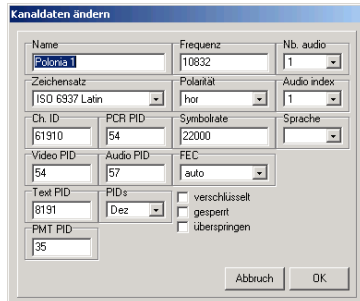 Kanaldaten ändern
Name Frequenz Nb. audio
Polonia 1 10832 1
Zeichensatz Polarität Audio index
ISO 6937 Latin hor 1
Ch. ID PCR PID Symbolrate Sprache
61910 54 22000
Video PID Audio PID FEC
54 57 auto
Text PID PIDs verschlüsselt
8191 Dez gesperrt
PMT PID überspringen
35
Abbruch OK